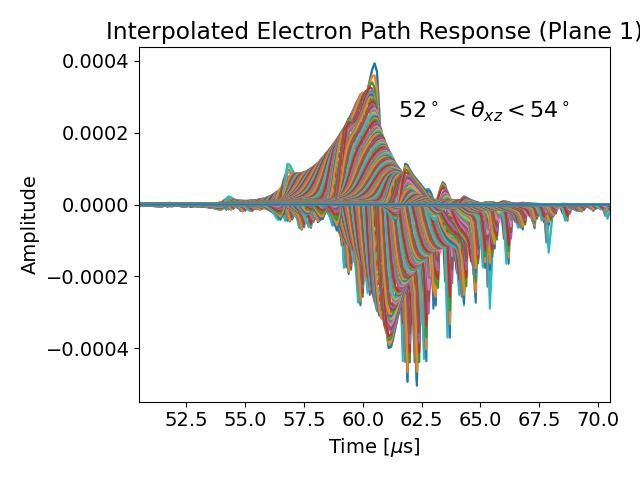 Interpolated Electron Path Response (Plane 1)
52° < θxz < 54°
Amplitude
0.0004
0.0002
0.0000
−0.0002
−0.0004
52.5 55.0 57.5 60.0 62.5 65.0 67.5 70.0
Time [μs]